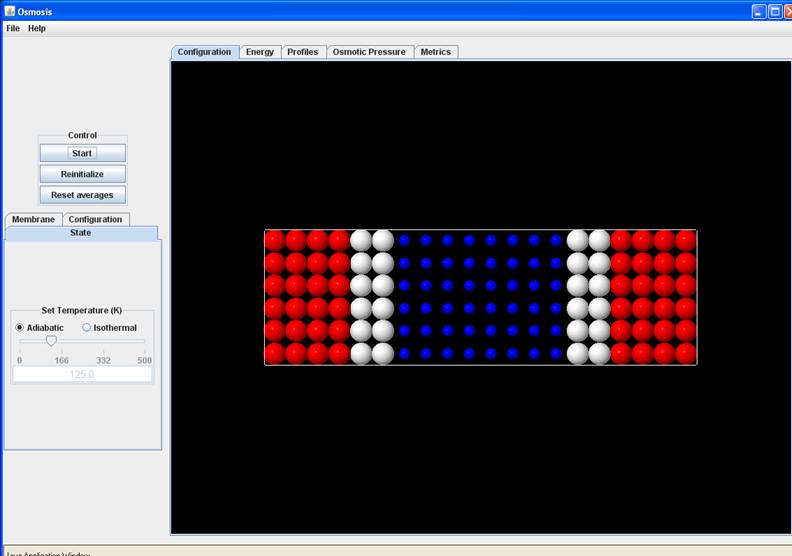 Osmosis
File Help
Configuration Energy Profiles Osmotic Pressure Metrics
Control
Start
Reinitialize
Reset averages
Membrane Configuration
State
Set Temperature (K)
Adiabatic Isothermal
0 166 332 500
125.0
Java Application Window